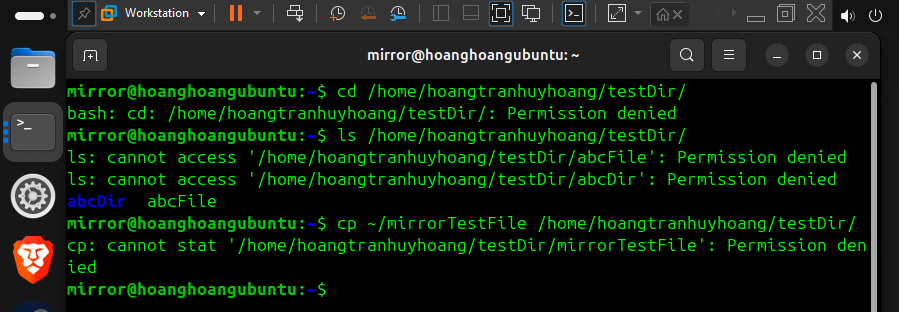 Workstation
mirror@hoanghoangubuntu: ~
mirror@hoanghoangubuntu:~$ cd /home/hoangtranhuyhoang/testDir/
bash: cd: /home/hoangtranhuyhoang/testDir/: Permission denied
mirror@hoanghoangubuntu:~$ ls /home/hoangtranhuyhoang/testDir/
ls: cannot access '/home/hoangtranhuyhoang/testDir/abcFile': Permission denied
ls: cannot access '/home/hoangtranhuyhoang/testDir/abcDir': Permission denied
abcDir  abcFile
mirror@hoanghoangubuntu:~$ cp ~/mirrorTestFile /home/hoangtranhuyhoang/testDir/
cp: cannot stat '/home/hoangtranhuyhoang/testDir/mirrorTestFile': Permission den
ied
mirror@hoanghoangubuntu:~$